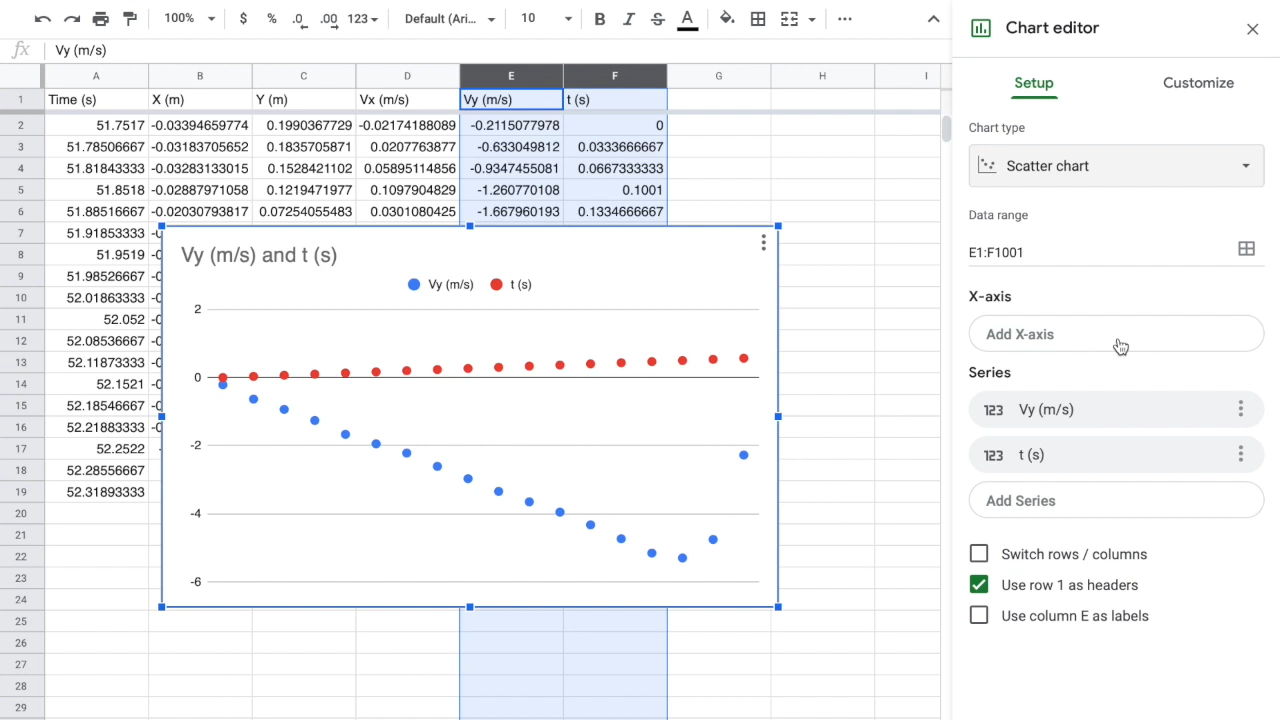 100% $ % .0 .00 123 Default (Ari... 10 B I S A Chart editor
fx Vy (m/s)
Setup Customize
A B C D E F G H I
1 Time (s) X (m) Y (m) Vx (m/s) Vy (m/s) t (s)
2 51.7517 -0.03394659774 0.1990367729 -0.02174188089 -0.2115077978 0
3 51.78506667 -0.03183705652 0.1835705871 0.0207763877 -0.633049812 0.0333666667
4 51.81843333 -0.03283133015 0.1528421102 0.05895114856 -0.9347455081 0.0667333333
5 51.8518 -0.02887971058 0.1219471977 0.1097904829 -1.260770108 0.1001
6 51.88516667 -0.02030793817 0.07254055483 0.0301080425 -1.667960193 0.1334666667
7 51.91853333
8 51.9519
9 51.98526667
10 52.01863333
11 52.052
12 52.08536667
13 52.11873333
14 52.1521
15 52.18546667
16 52.21883333
17 52.2522
18 52.28556667
19 52.31893333
20
21
22
23
24
25
26
27
28
29
Vy (m/s) and t (s)
Vy (m/s) t (s)
2
0
-2
-4
-6
Chart type
Scatter chart
Data range
E1:F1001
X-axis
Add X-axis
Series
123 Vy (m/s)
123 t (s)
Add Series
Switch rows / columns
Use row 1 as headers
Use column E as labels